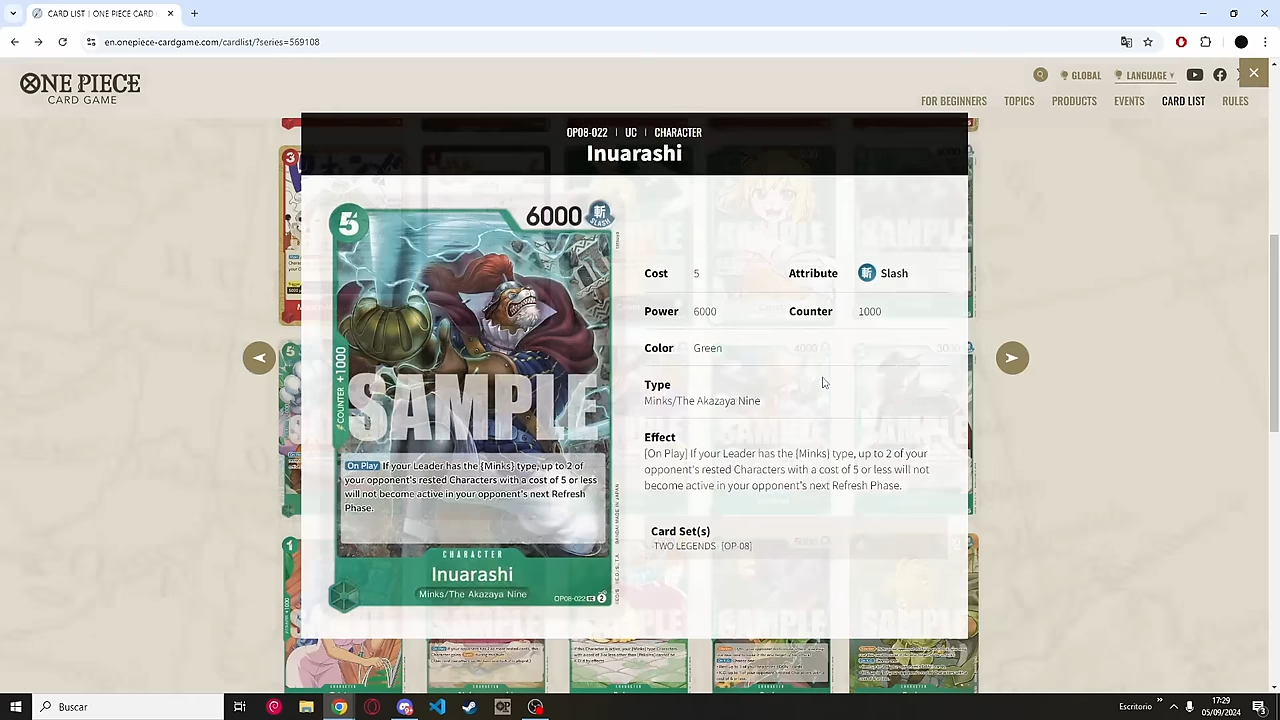 CARD LIST | ONE PIECE CARD
en.onepiece-cardgame.com/cardlist/?series=569108
ONE PIECE
CARD GAME
GLOBAL
LANGUAGE
FOR BEGINNERS
TOPICS
PRODUCTS
EVENTS
CARD LIST
RULES
OP08-022 | UC | CHARACTER
Inuarashi
5
6000
斬
SLASH
COUNTER +1000
SAMPLE
On Play If your Leader has the {Minks} type, up to 2 of
your opponent's rested Characters with a cost of 5 or less
will not become active in your opponent's next Refresh
Phase.
CHARACTER
Inuarashi
Minks/The Akazaya Nine
OP08-022 UC 2
Cost 5
Attribute 斬 Slash
Power 6000
Counter 1000
Color Green
Type
Minks/The Akazaya Nine
Effect
[On Play] If your Leader has the {Minks} type, up to 2 of your
opponent's rested Characters with a cost of 5 or less will not
become active in your opponent's next Refresh Phase.
Card Set(s)
-TWO LEGENDS- [OP-08]
Buscar
Escritorio
17:29
05/09/2024